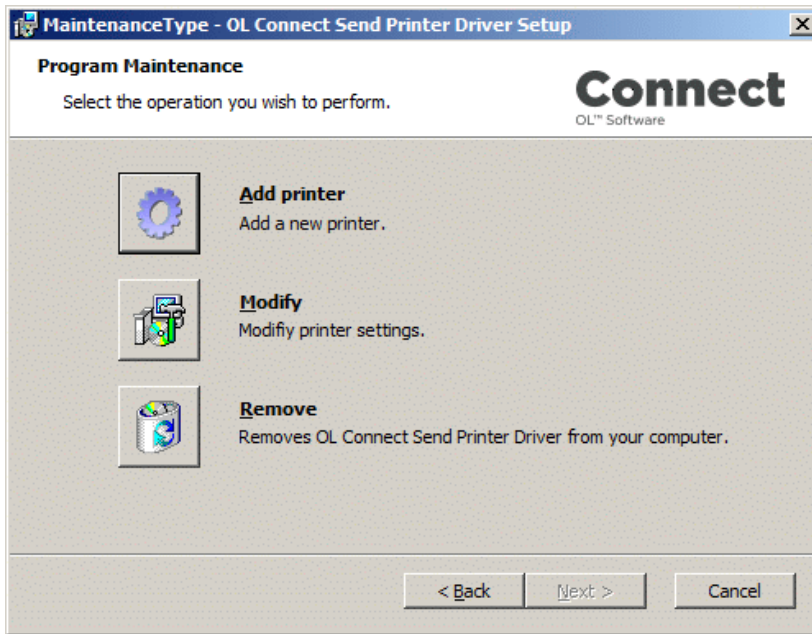 MaintenanceType - OL Connect Send Printer Driver Setup
Program Maintenance
Select the operation you wish to perform.
Connect
OL™ Software
Add printer
Add a new printer.
Modify
Modifiy printer settings.
Remove
Removes OL Connect Send Printer Driver from your computer.
< Back Next > Cancel